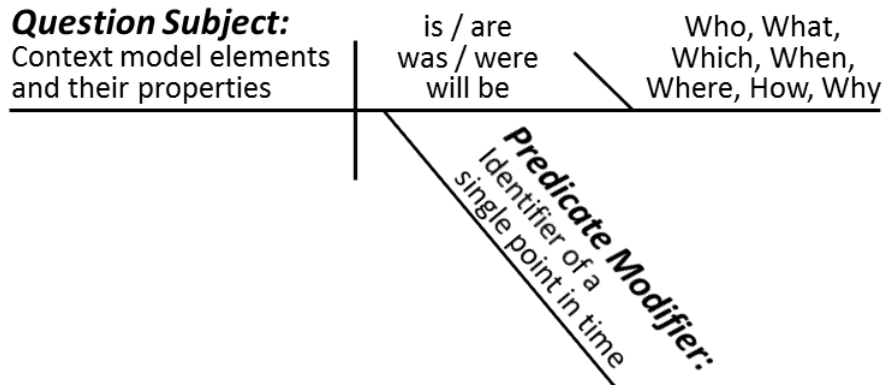 Question Subject:
Context model elements
and their properties
is / are
was / were
will be
Who, What,
Which, When,
Where, How, Why
Predicate Modifier:
Identifier of a
single point in time